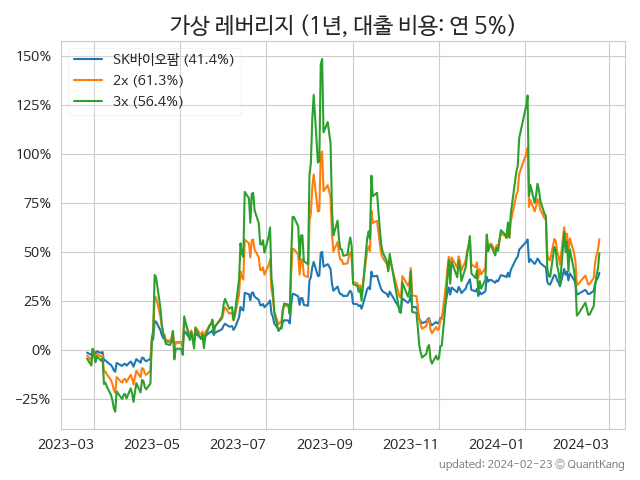 가상 레버리지 (1년, 대출 비용: 연 5%)
SK바이오팜 (41.4%)
2x (61.3%)
3x (56.4%)
150%
125%
100%
75%
50%
25%
0%
−25%
2023-03 2023-05 2023-07 2023-09 2023-11 2024-01 2024-03
updated: 2024-02-23 © QuantKang